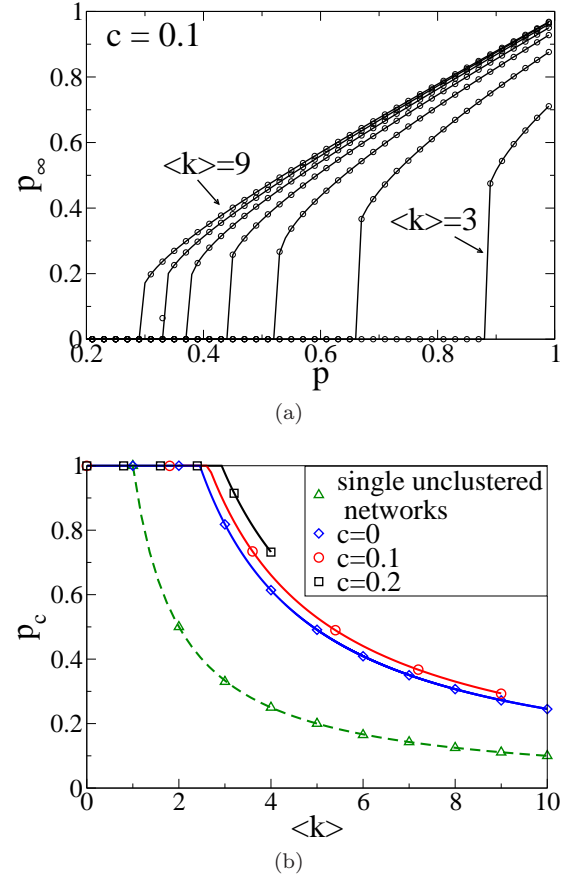 c = 0.1
1
0.8
0.6
0.4
0.2
0
p∞
<k>=9
<k>=3
0.2
0.4
0.6
0.8
1
p
(a)
1
0.8
0.6
0.4
0.2
0
p_c
single unclustered
networks
c=0
c=0.1
c=0.2
0
2
4
6
8
10
<k>
(b)